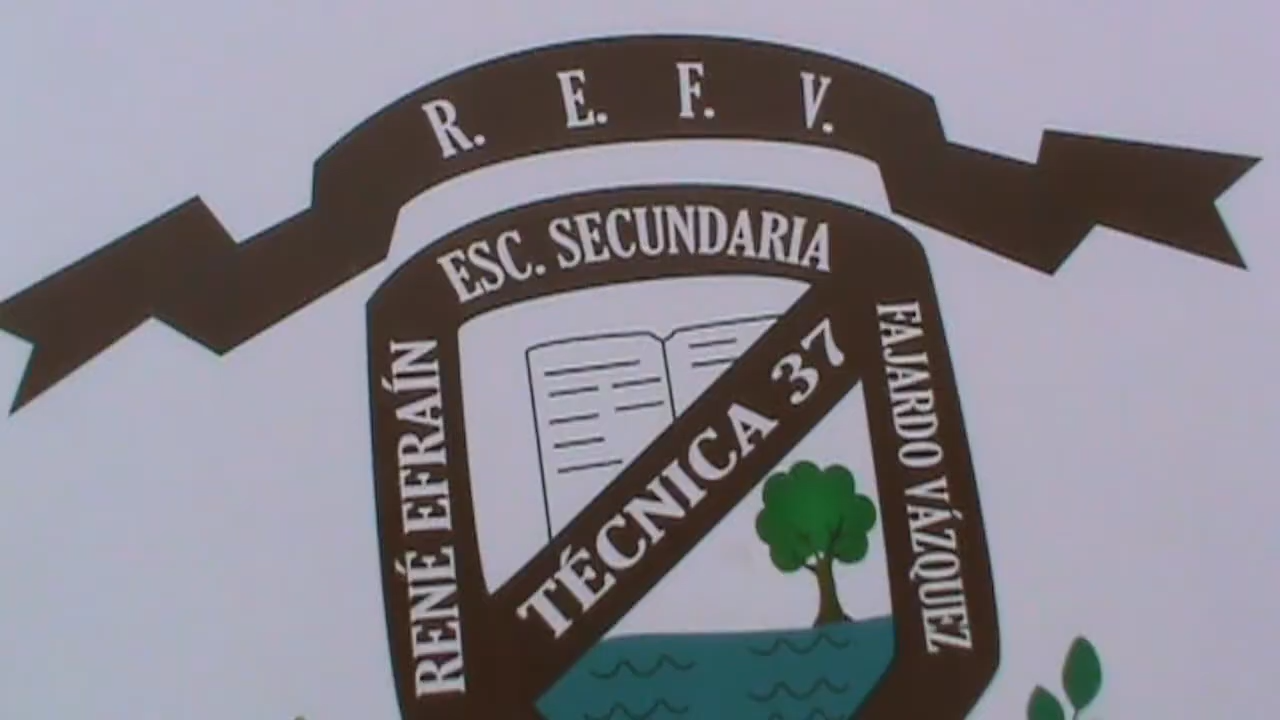 R. E. F. V.
ESC. SECUNDARIA
RENÉ EFRAÍN
TÉCNICA 37
FAJARDO VÁZQUEZ